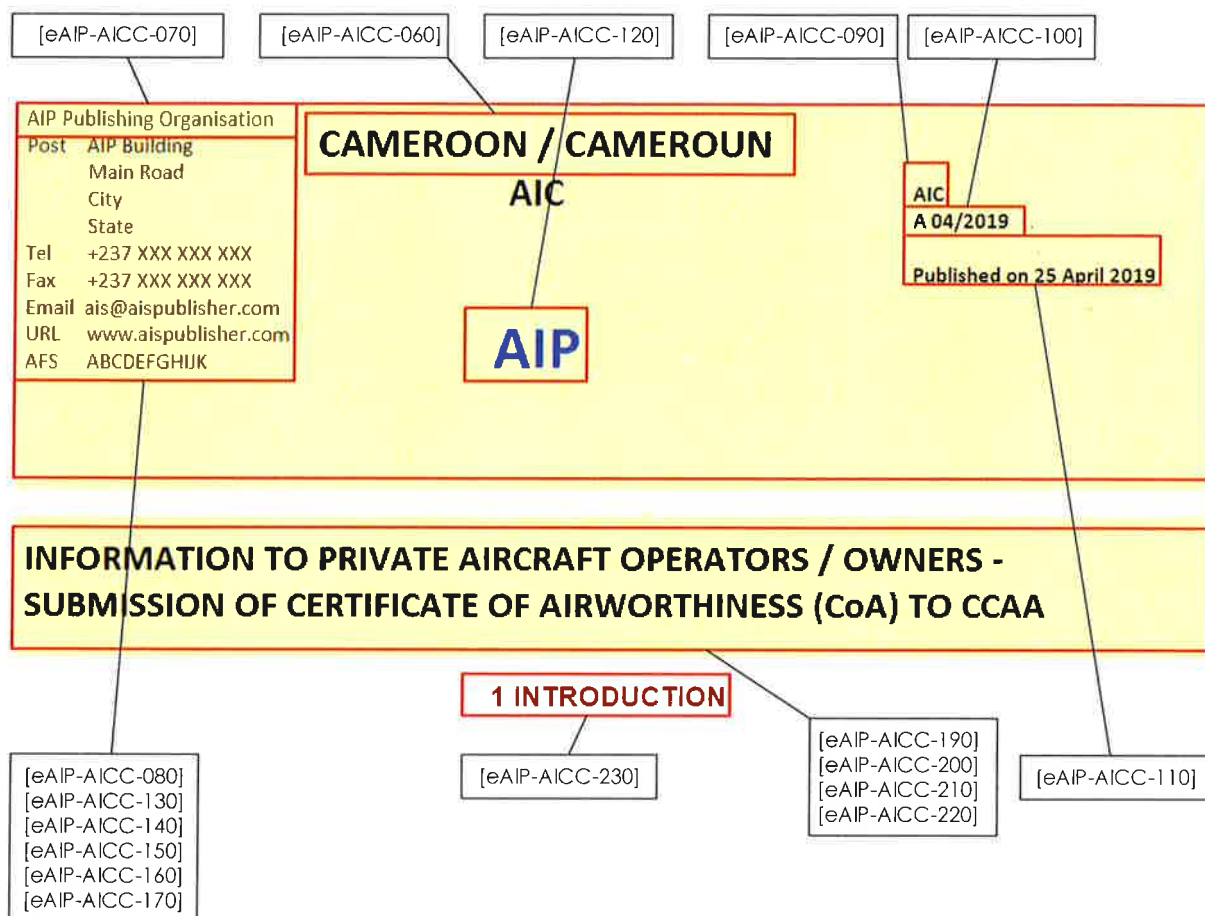 [eAIP-AICC-070]
[eAIP-AICC-060]
[eAIP-AICC-120]
[eAIP-AICC-090]
[eAIP-AICC-100]
AIP Publishing Organisation
Post AIP Building
Main Road
City
State
Tel +237 XXX XXX XXX
Fax +237 XXX XXX XXX
Email ais@aispublisher.com
URL www.aispublisher.com
AFS ABCDEFGHIJK
CAMEROON / CAMEROUN
AIC
AIP
AIC
A 04/2019
Published on 25 April 2019
INFORMATION TO PRIVATE AIRCRAFT OPERATORS / OWNERS -
SUBMISSION OF CERTIFICATE OF AIRWORTHINESS (CoA) TO CCAA
1 INTRODUCTION
[eAIP-AICC-080]
[eAIP-AICC-130]
[eAIP-AICC-140]
[eAIP-AICC-150]
[eAIP-AICC-160]
[eAIP-AICC-170]
[eAIP-AICC-230]
[eAIP-AICC-190]
[eAIP-AICC-200]
[eAIP-AICC-210]
[eAIP-AICC-220]
[eAIP-AICC-110]